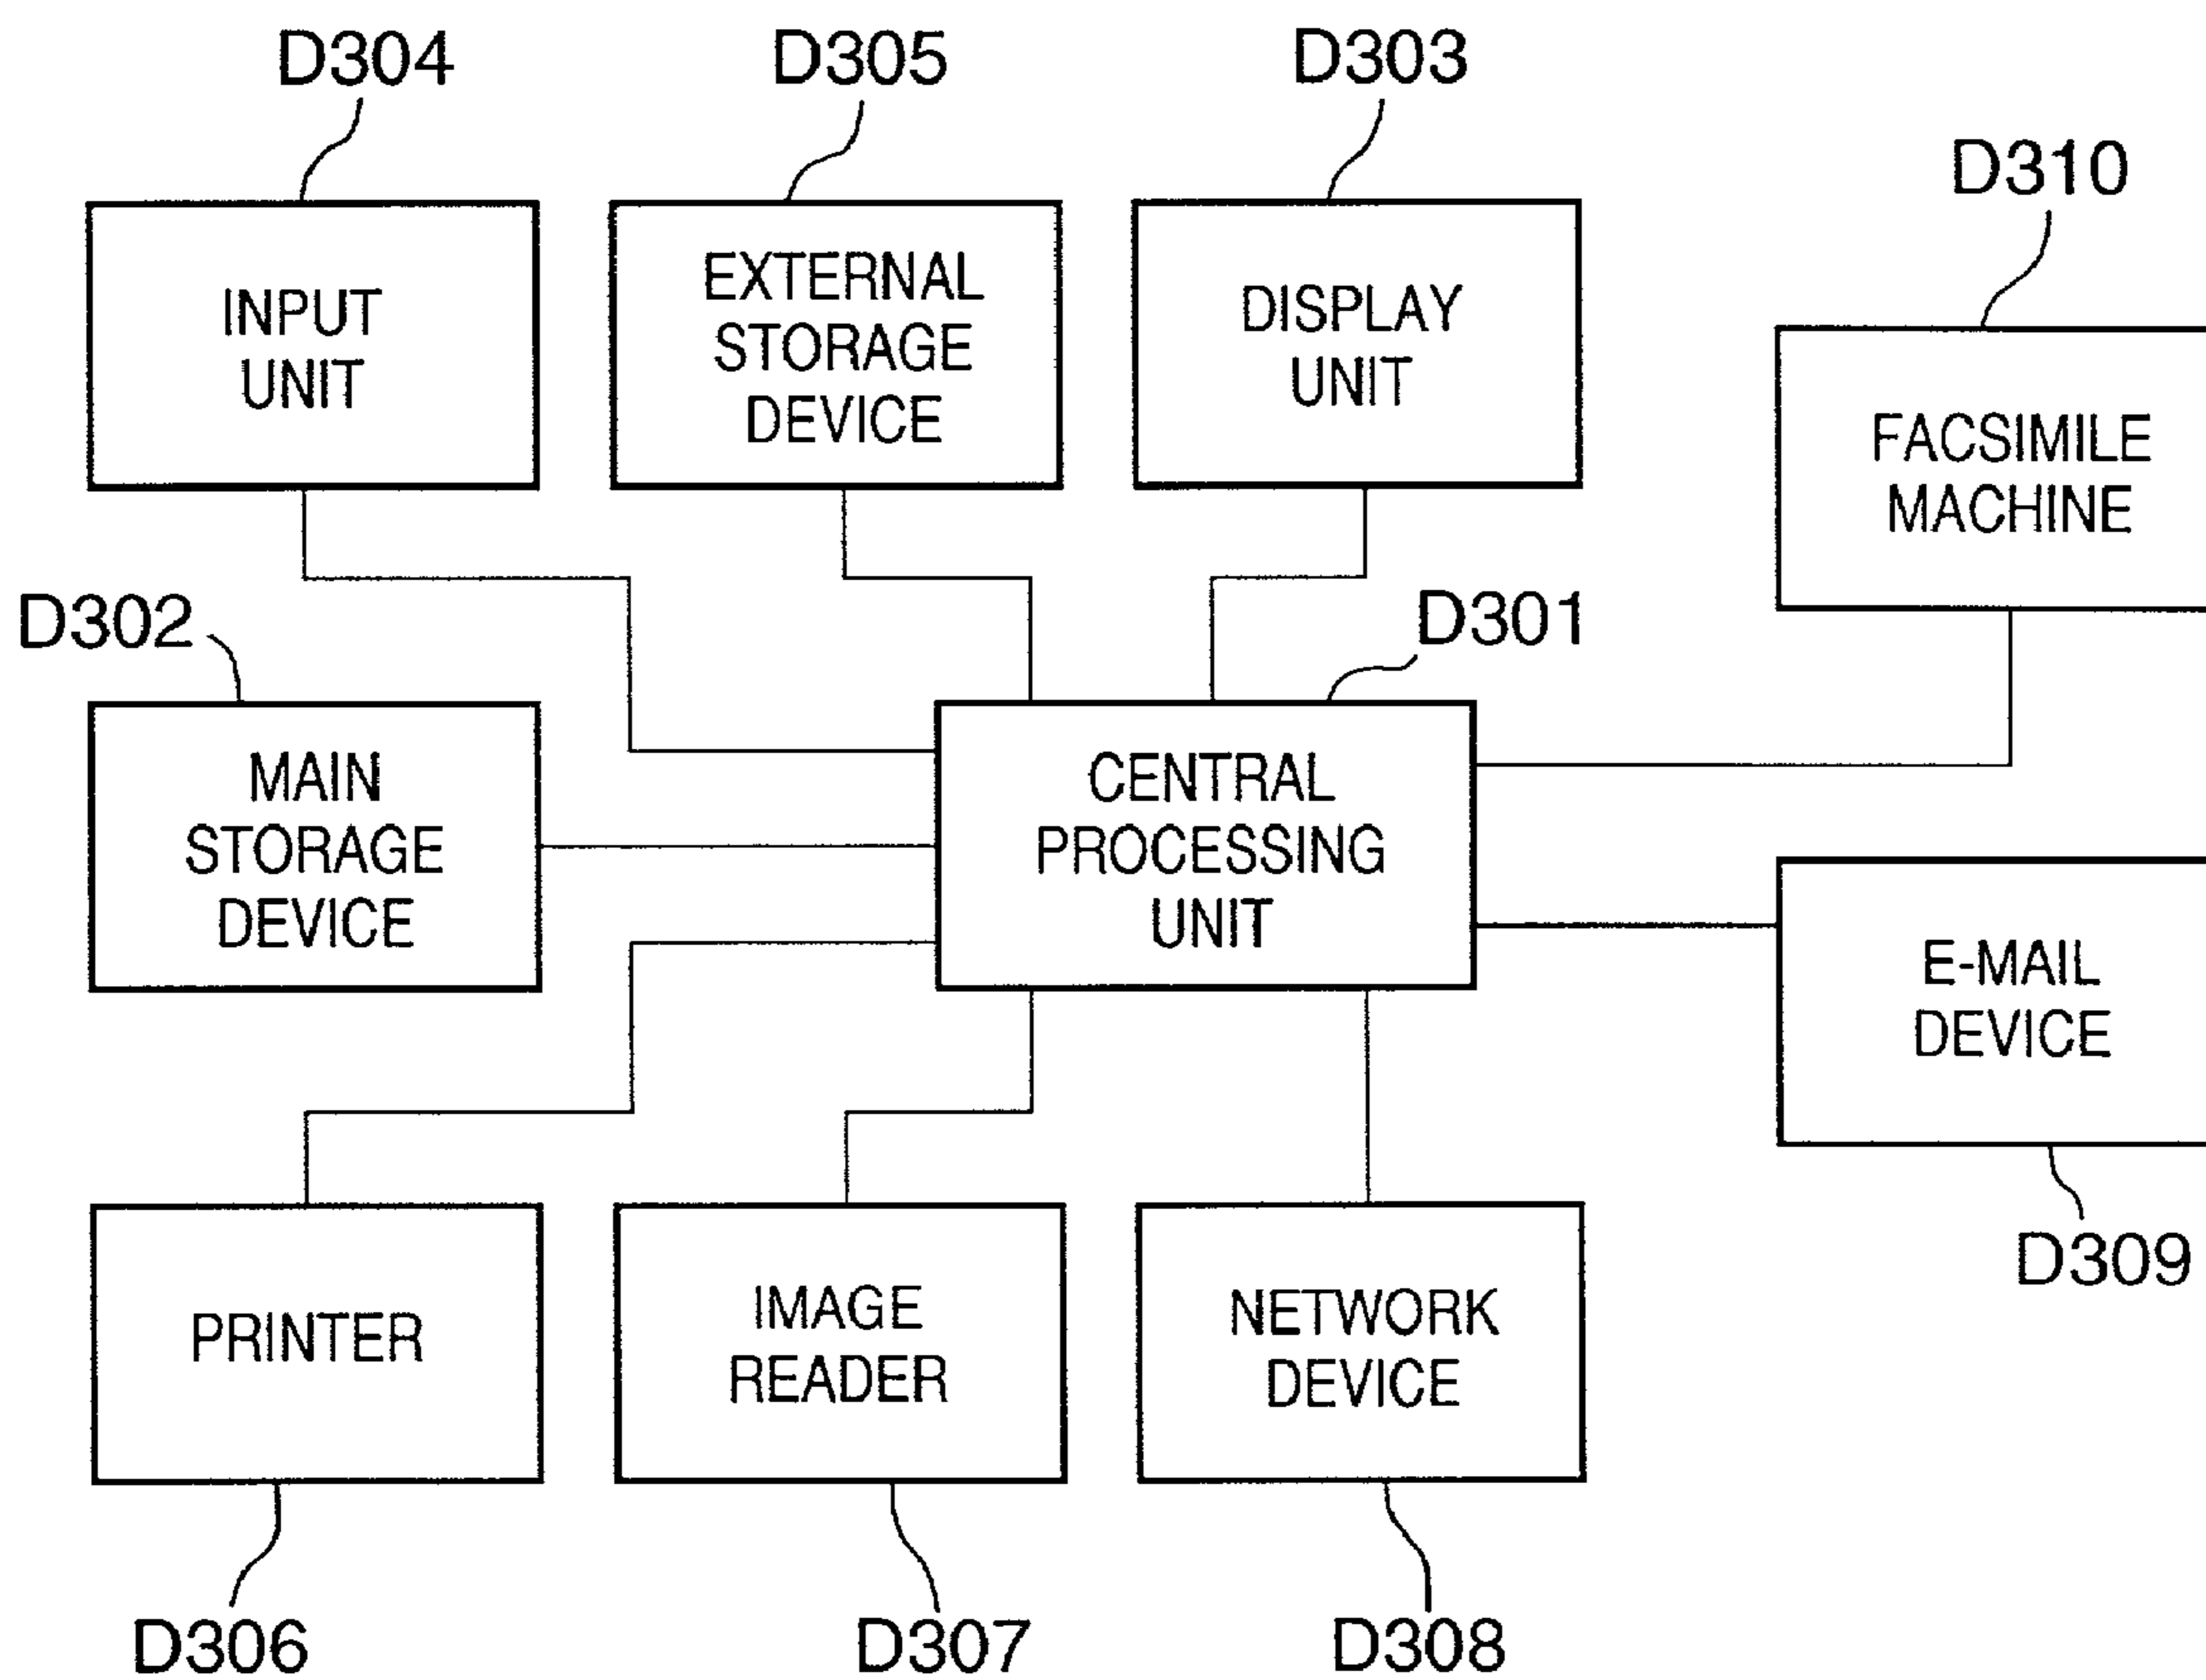 D304
D305
D303
D310
INPUT
UNIT
EXTERNAL
STORAGE
DEVICE
DISPLAY
UNIT
FACSIMILE
MACHINE
D302
D301
MAIN
STORAGE
DEVICE
CENTRAL
PROCESSING
UNIT
E-MAIL
DEVICE
D309
PRINTER
IMAGE
READER
NETWORK
DEVICE
D306
D307
D308